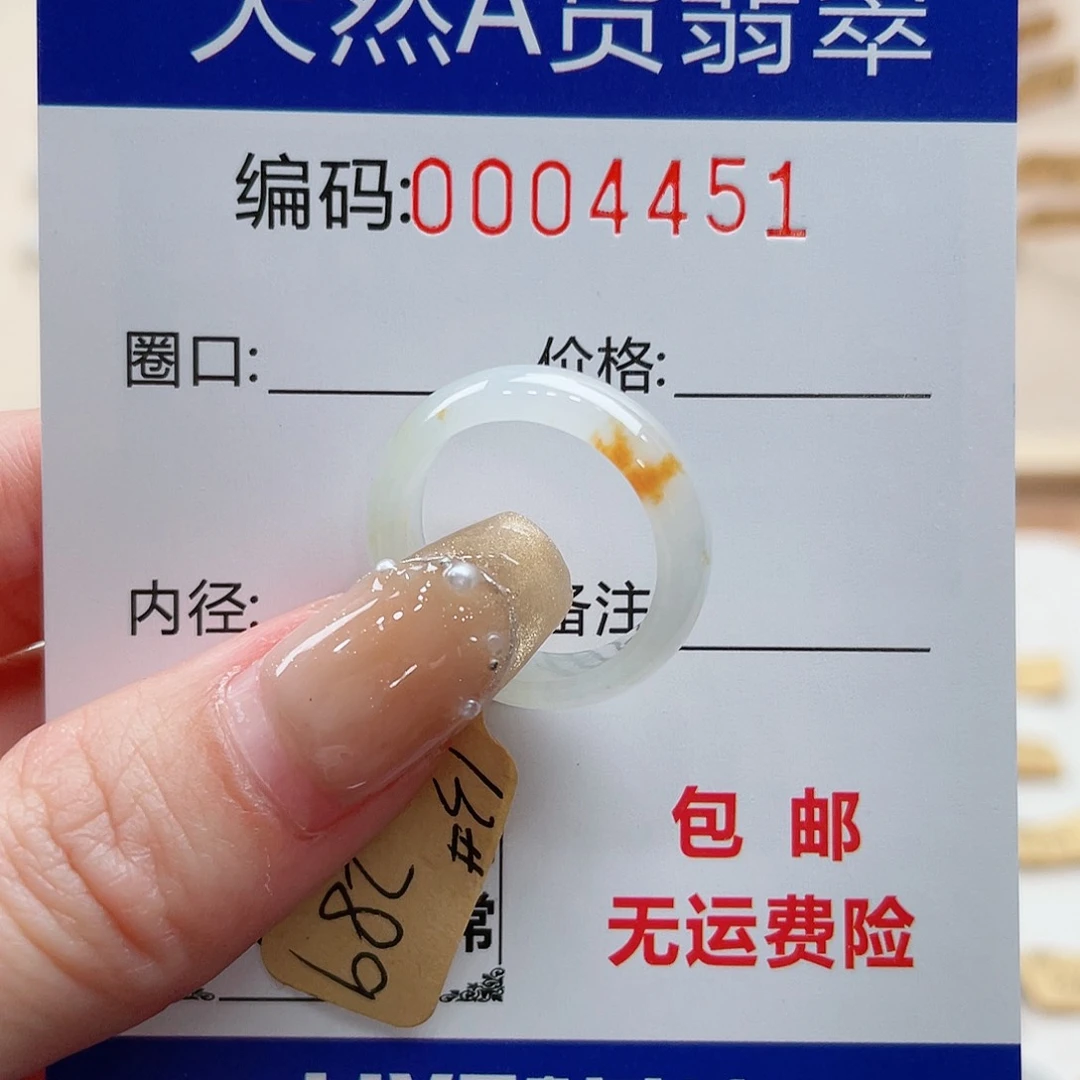 天然A货翡翠
编码:0004451
圈口: 价格:
内径: 备注
#13
289
常
包邮
无运费险